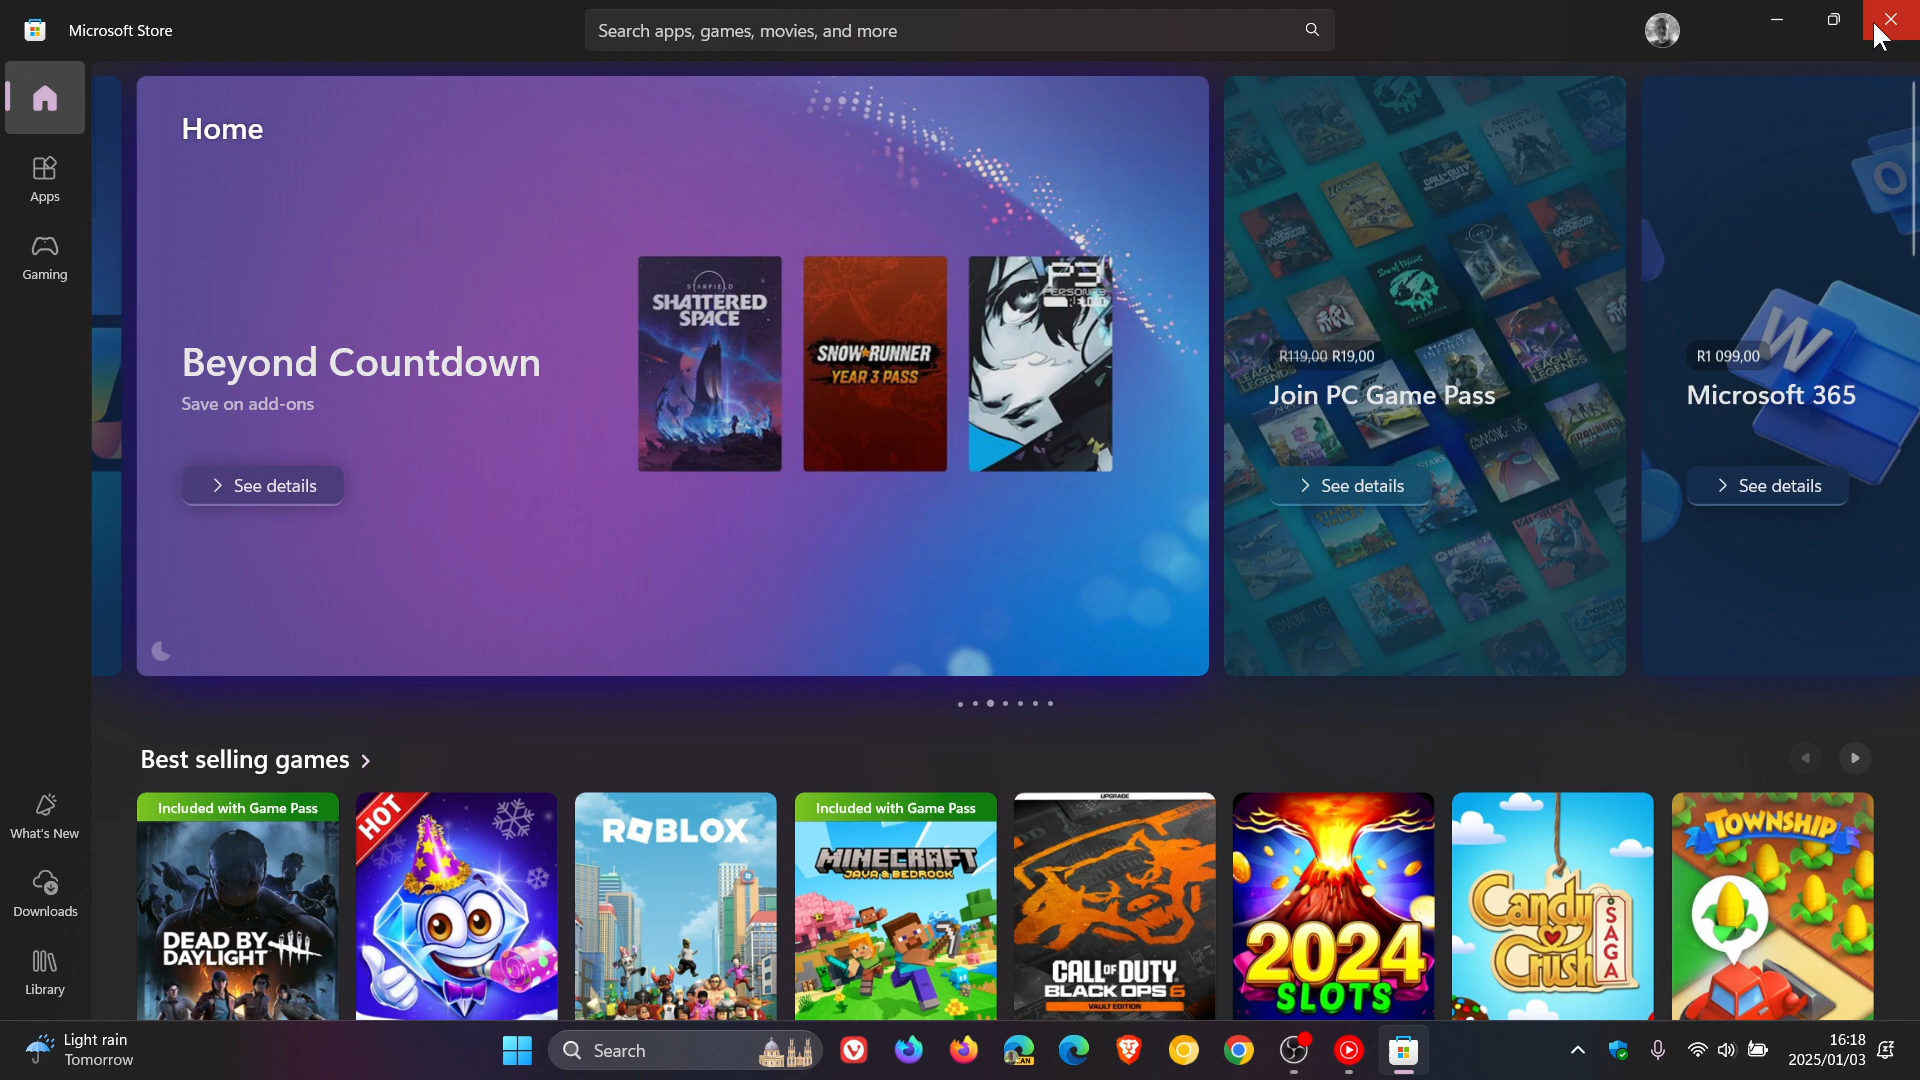 Microsoft Store
Search apps, games, movies, and more
Home
Apps
Gaming
Beyond Countdown
Save on add-ons
See details
STARFIELD
SHATTERED
SPACE
SNOWRUNNER
YEAR 3 PASS
P3
R119,00 R19,00
Join PC Game Pass
See details
R1 099,00
Microsoft 365
See details
Best selling games
Included with Game Pass
DEAD BY
DAYLIGHT
HOT
ROBLOX
Included with Game Pass
MINECRAFT
JAVA & BEDROCK
UPGRADE
CALL OF DUTY
BLACK OPS 6
VAULT EDITION
2024
SLOTS
Candy
Crush
SAGA
TOWNSHIP
What's New
Downloads
Library
Light rain
Tomorrow
Search
CAN
16:18
2025/01/03